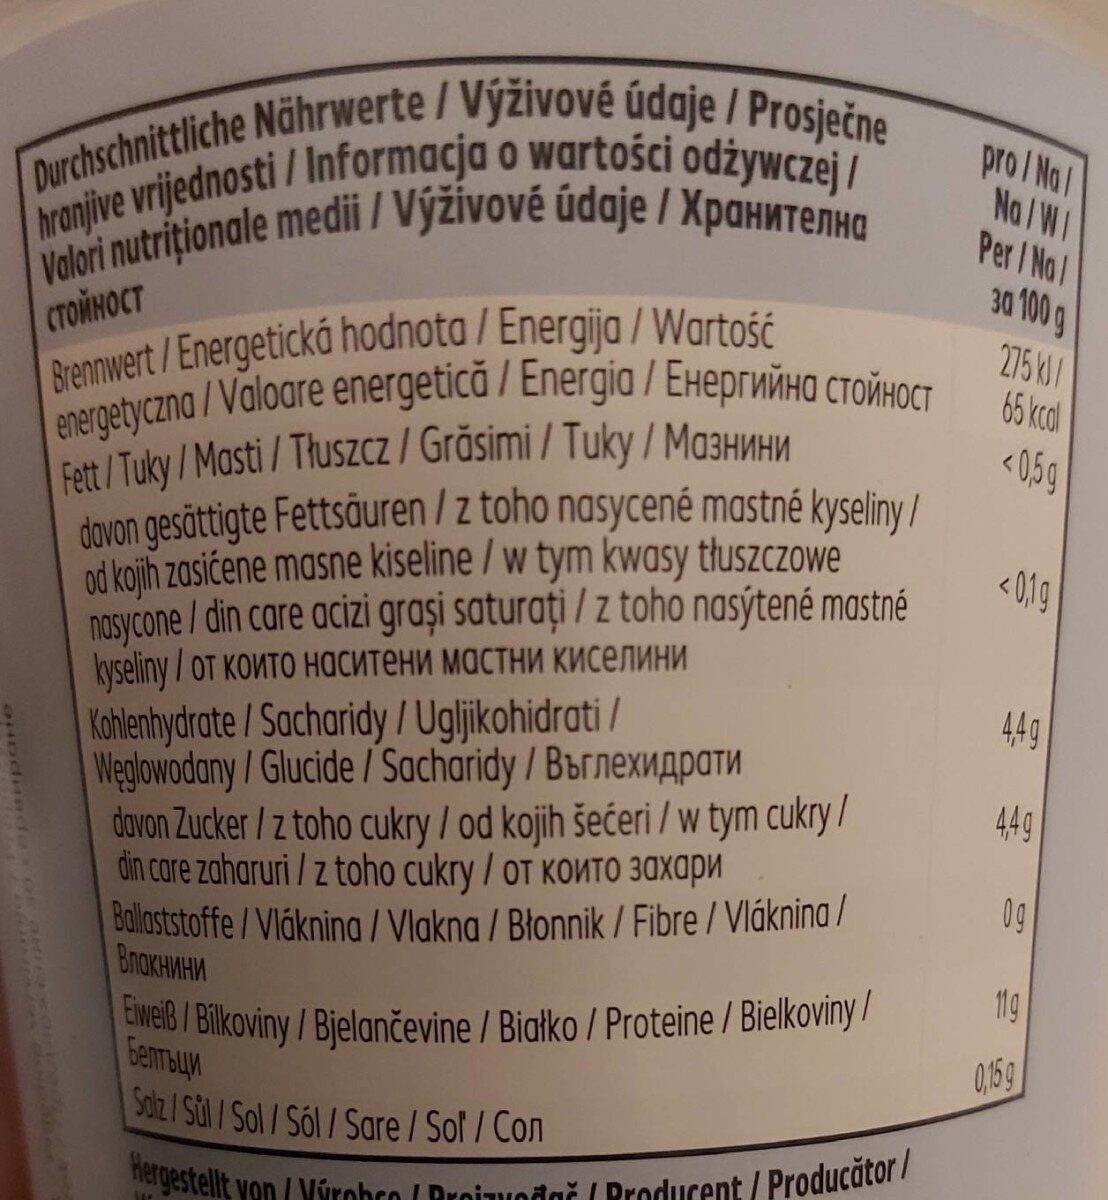 Durchschnittliche Nährwerte / Výživové údaje / Prosječne
hranjive vrijednosti / Informacja o wartości odżywczej /
Valori nutriționale medii / Výživové údaje / Хранителна
стойност
pro / Na /
Na / W /
Per / Na /
за 100 g
Brennwert / Energetická hodnota / Energija / Wartość
energetyczna / Valoare energetică / Energia / Енергийна стойност
275 kJ /
65 kcal
Fett / Tuky / Masti / Tłuszcz / Grăsimi / Tuky / Мазнини
< 0,5 g
davon gesättigte Fettsäuren / z toho nasycené mastné kyseliny /
od kojih zasićene masne kiseline / w tym kwasy tłuszczowe
nasycone / din care acizi grași saturați / z toho nasýtené mastné
kyseliny / от които наситени мастни киселини
< 0,1 g
Kohlenhydrate / Sacharidy / Ugljikohidrati /
Węglowodany / Glucide / Sacharidy / Въглехидрати
4,4 g
davon Zucker / z toho cukry / od kojih šećeri / w tym cukry /
din care zaharuri / z toho cukry / от които захари
4,4 g
Ballaststoffe / Vláknina / Vlakna / Błonnik / Fibre / Vláknina /
Влакнини
0 g
Eiweiß / Bílkoviny / Bjelančevine / Białko / Proteine / Bielkoviny /
Белтъци
11 g
Salz / Sůl / Sol / Sól / Sare / Soľ / Сол
0,15 g
Hergestellt von / Výrobce / Proizvođač / Producent / Producător /